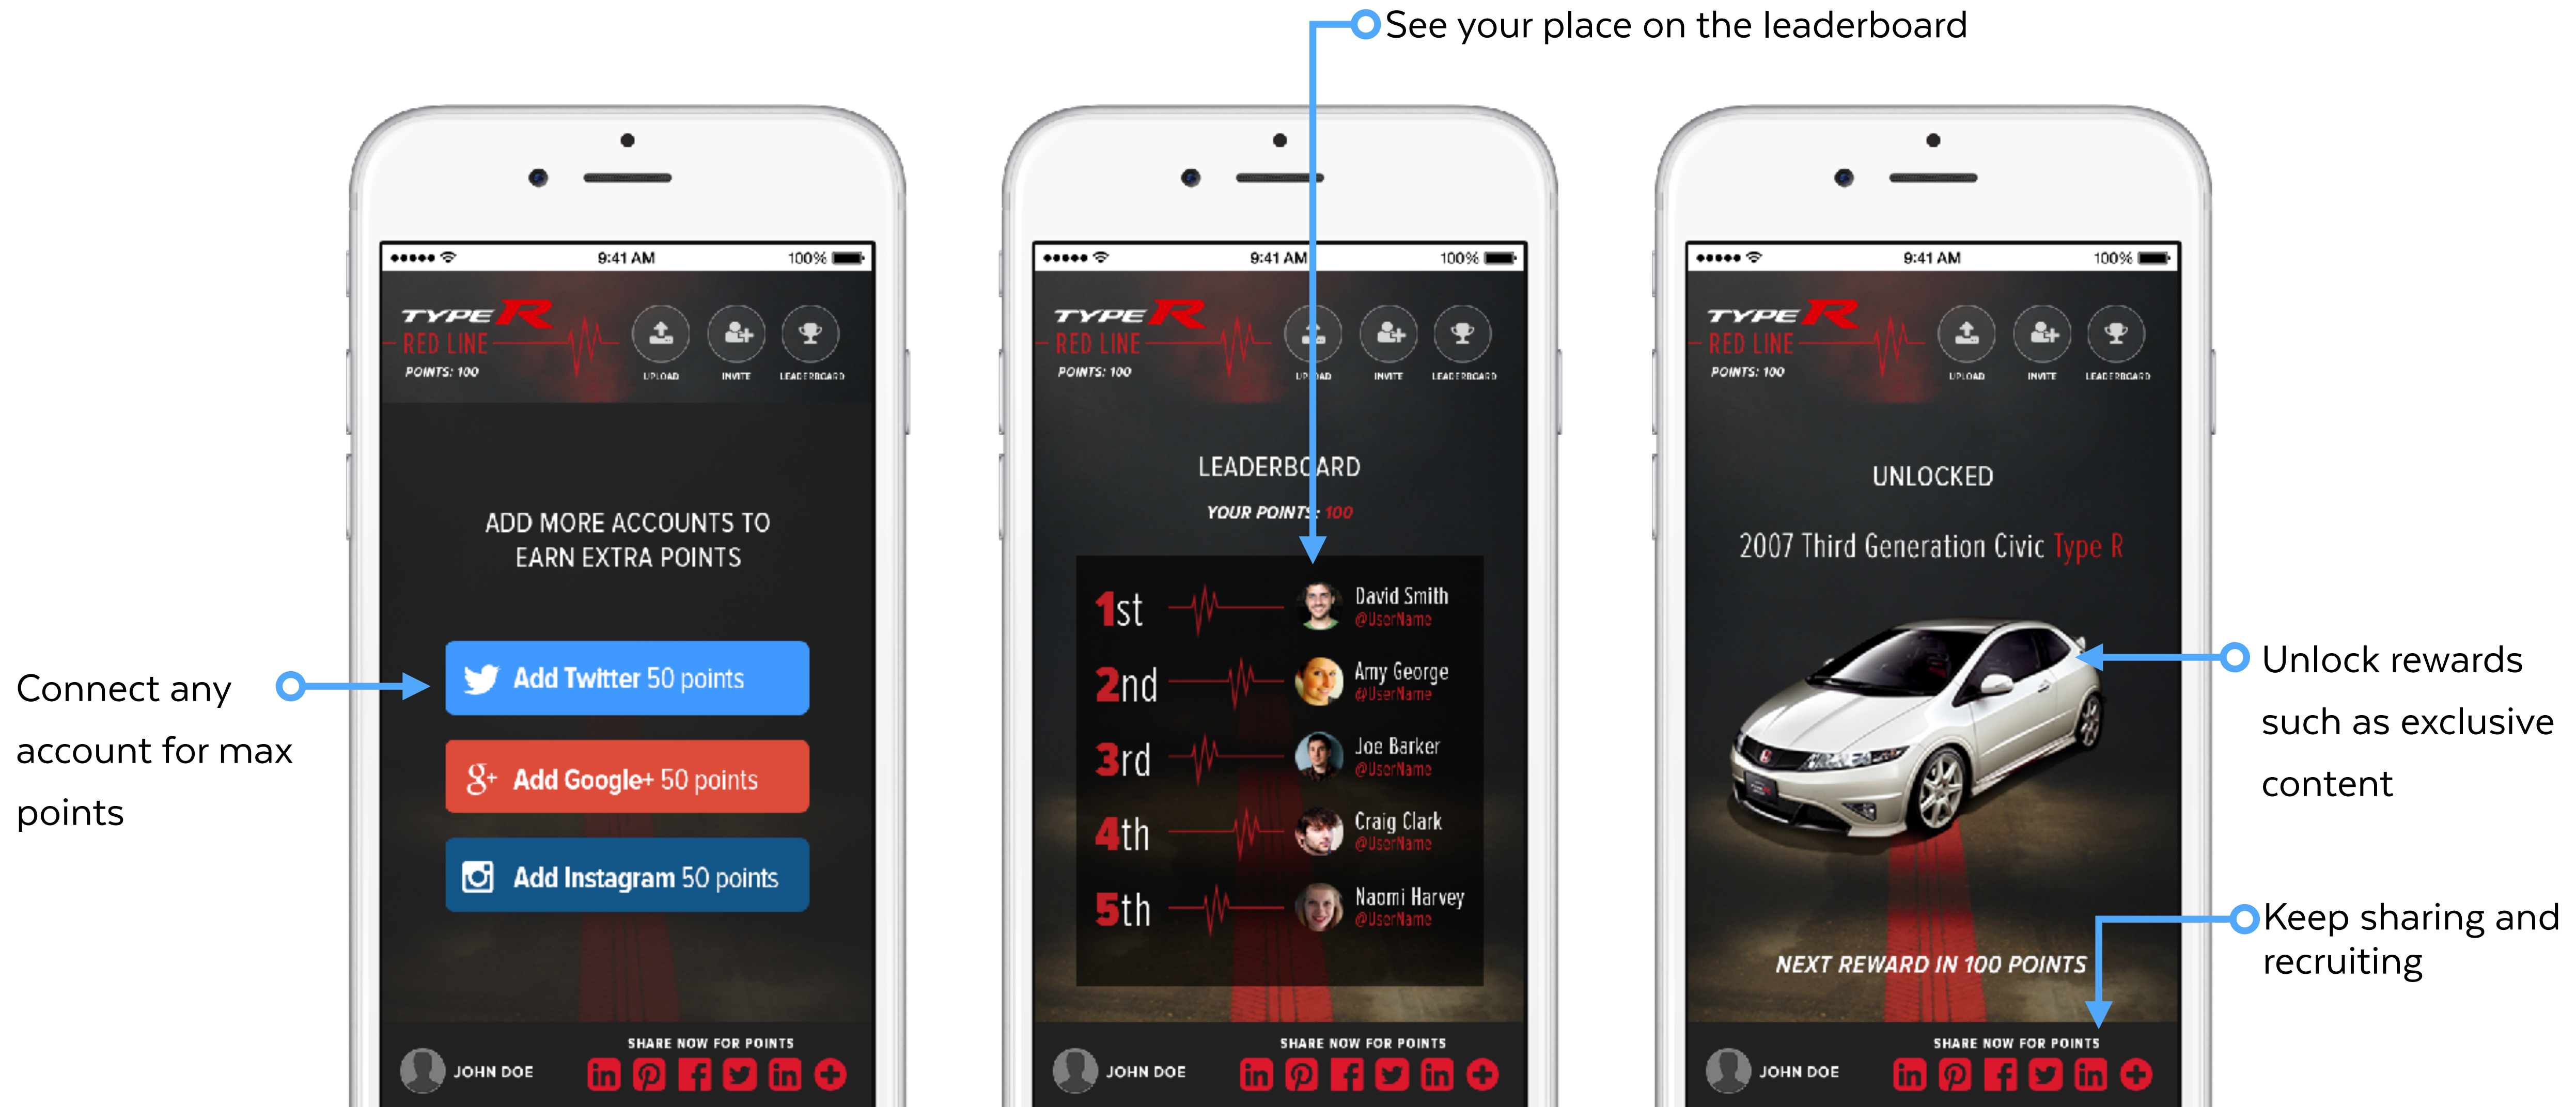 See your place on the leaderboard
9:41 AM
100%
TYPE R
RED LINE
POINTS: 100
UPLOAD
INVITE
LEADERBOARD
ADD MORE ACCOUNTS TO
EARN EXTRA POINTS
Add Twitter 50 points
g+ Add Google+ 50 points
Add Instagram 50 points
SHARE NOW FOR POINTS
JOHN DOE
in
in
Connect any
account for max
points
9:41 AM
100%
TYPE R
RED LINE
POINTS: 100
UPLOAD
INVITE
LEADERBOARD
LEADERBOARD
YOUR POINTS: 100
1st
David Smith
@UserName
2nd
Amy George
@UserName
3rd
Joe Barker
@UserName
4th
Craig Clark
@UserName
5th
Naomi Harvey
@UserName
SHARE NOW FOR POINTS
JOHN DOE
in
in
9:41 AM
100%
TYPE R
RED LINE
POINTS: 100
UPLOAD
INVITE
LEADERBOARD
UNLOCKED
2007 Third Generation Civic Type R
NEXT REWARD IN 100 POINTS
SHARE NOW FOR POINTS
JOHN DOE
in
in
Unlock rewards
such as exclusive
content
Keep sharing and
recruiting